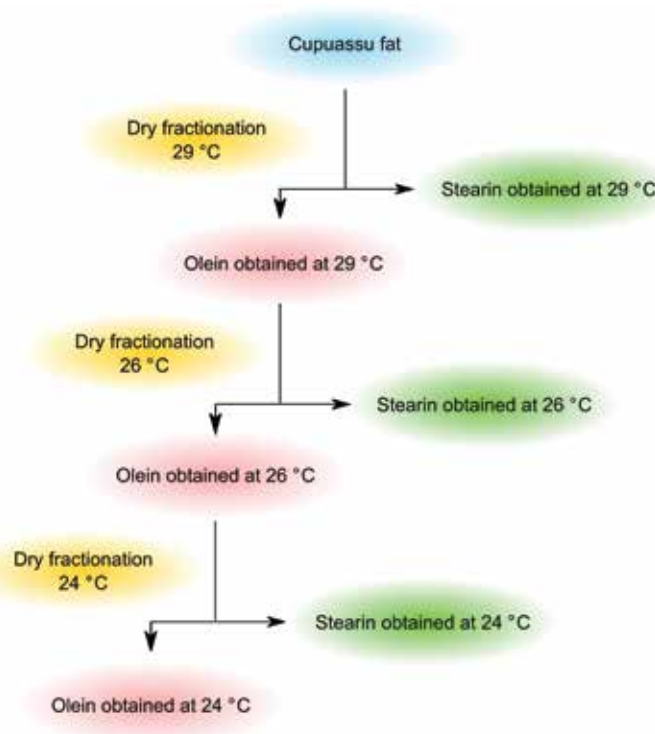 Cupuassu fat
Dry fractionation
29 °C
Stearin obtained at 29 °C
Olein obtained at 29 °C
Dry fractionation
26 °C
Stearin obtained at 26 °C
Olein obtained at 26 °C
Dry fractionation
24 °C
Stearin obtained at 24 °C
Olein obtained at 24 °C